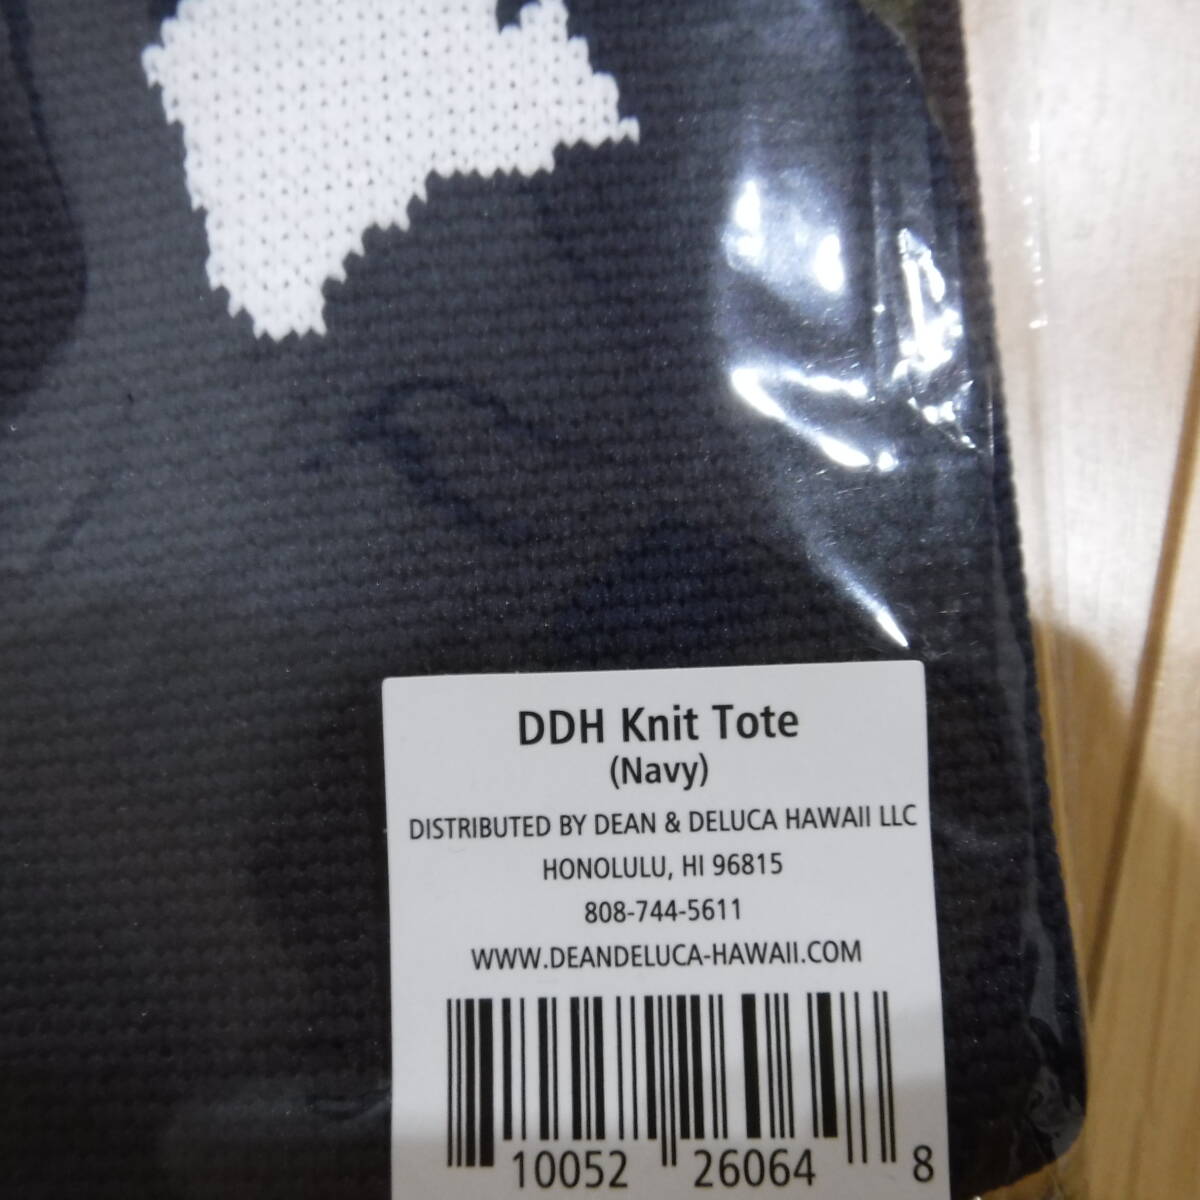 DDH Knit Tote
(Navy)
DISTRIBUTED BY DEAN & DELUCA HAWAII LLC
HONOLULU, HI 96815
808-744-5611
WWW.DEANDELUCA-HAWAII.COM
10052 26064 8